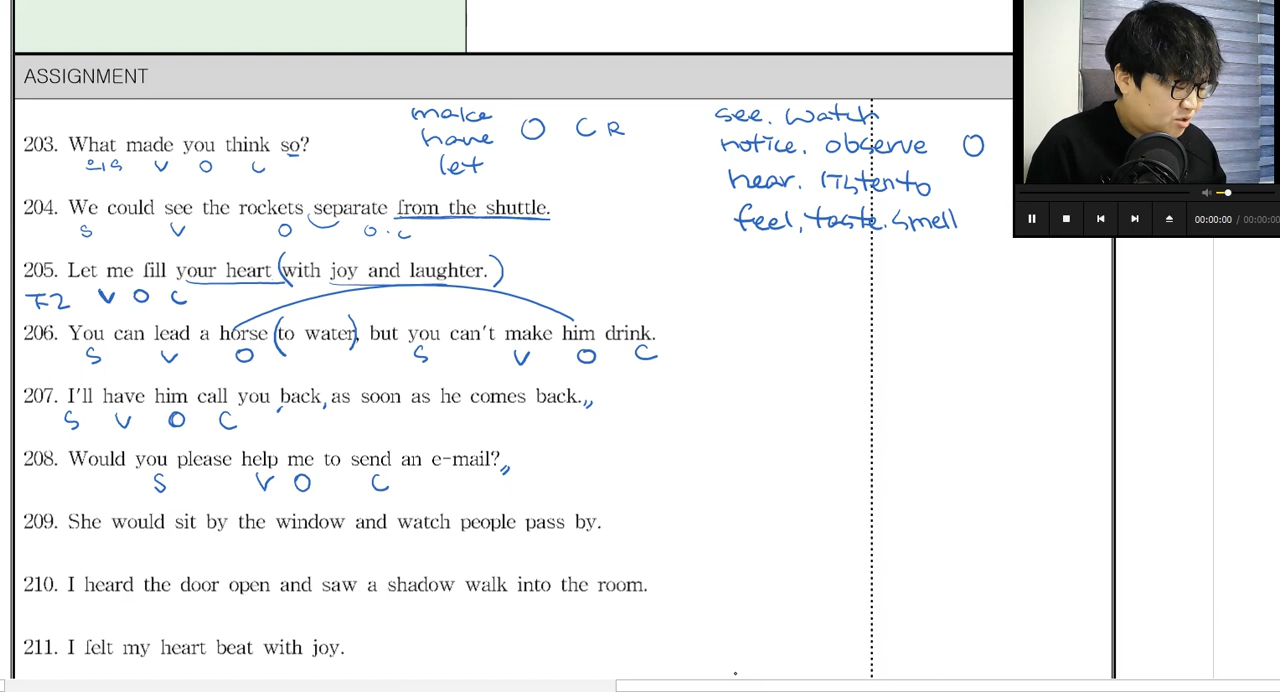 ASSIGNMENT
make
have O C R
let
see. watch
notice. observe O
hear. listen to
feel, taste. smell
00:00:00 / 00:00:00
203. What made you think so?
V O C
204. We could see the rockets separate from the shuttle.
S V O O.C
205. Let me fill your heart (with joy and laughter.)
V O C
206. You can lead a horse (to water), but you can't make him drink.
S V O S V O C
207. I'll have him call you back, as soon as he comes back.
S V O C
208. Would you please help me to send an e-mail?
S V O C
209. She would sit by the window and watch people pass by.
210. I heard the door open and saw a shadow walk into the room.
211. I felt my heart beat with joy.